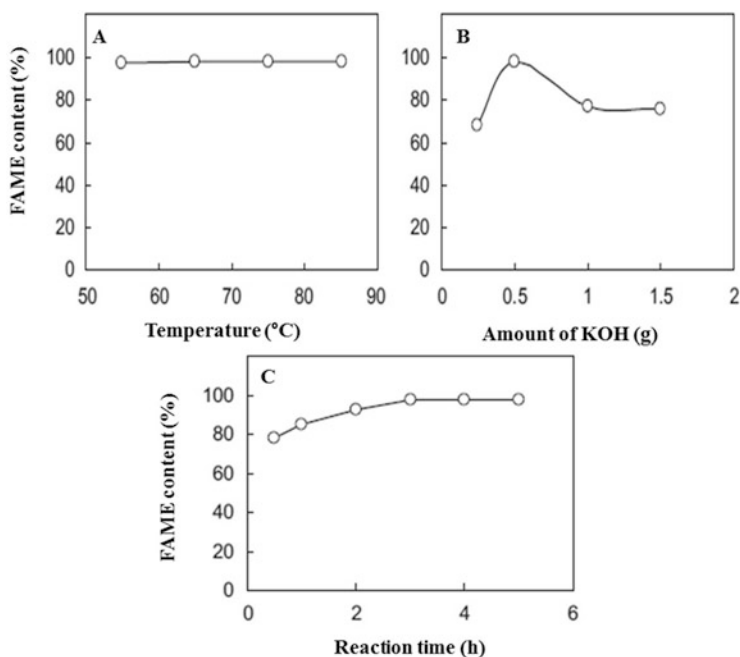 A
FAME content (%)
100
80
60
40
20
0
50 60 70 80 90
Temperature (°C)
B
100
80
60
40
20
0
0 0.5 1 1.5 2
Amount of KOH (g)
C
FAME content (%)
100
80
60
40
20
0
0 2 4 6
Reaction time (h)